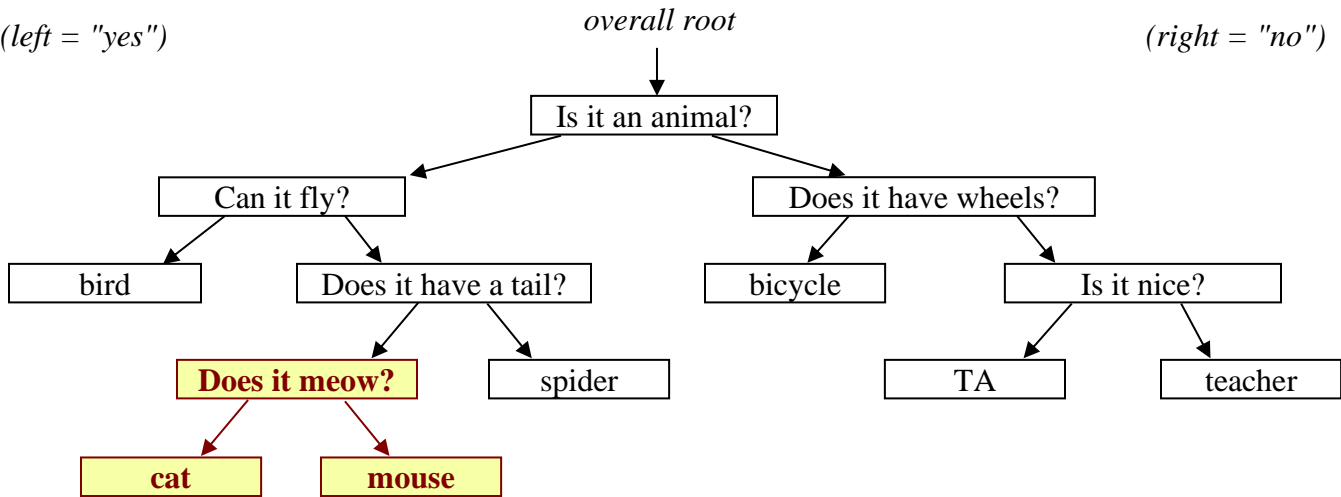 (left = "yes")
overall root
(right = "no")
Is it an animal?
Can it fly?
Does it have wheels?
bird
Does it have a tail?
bicycle
Is it nice?
Does it meow?
spider
TA
teacher
cat
mouse